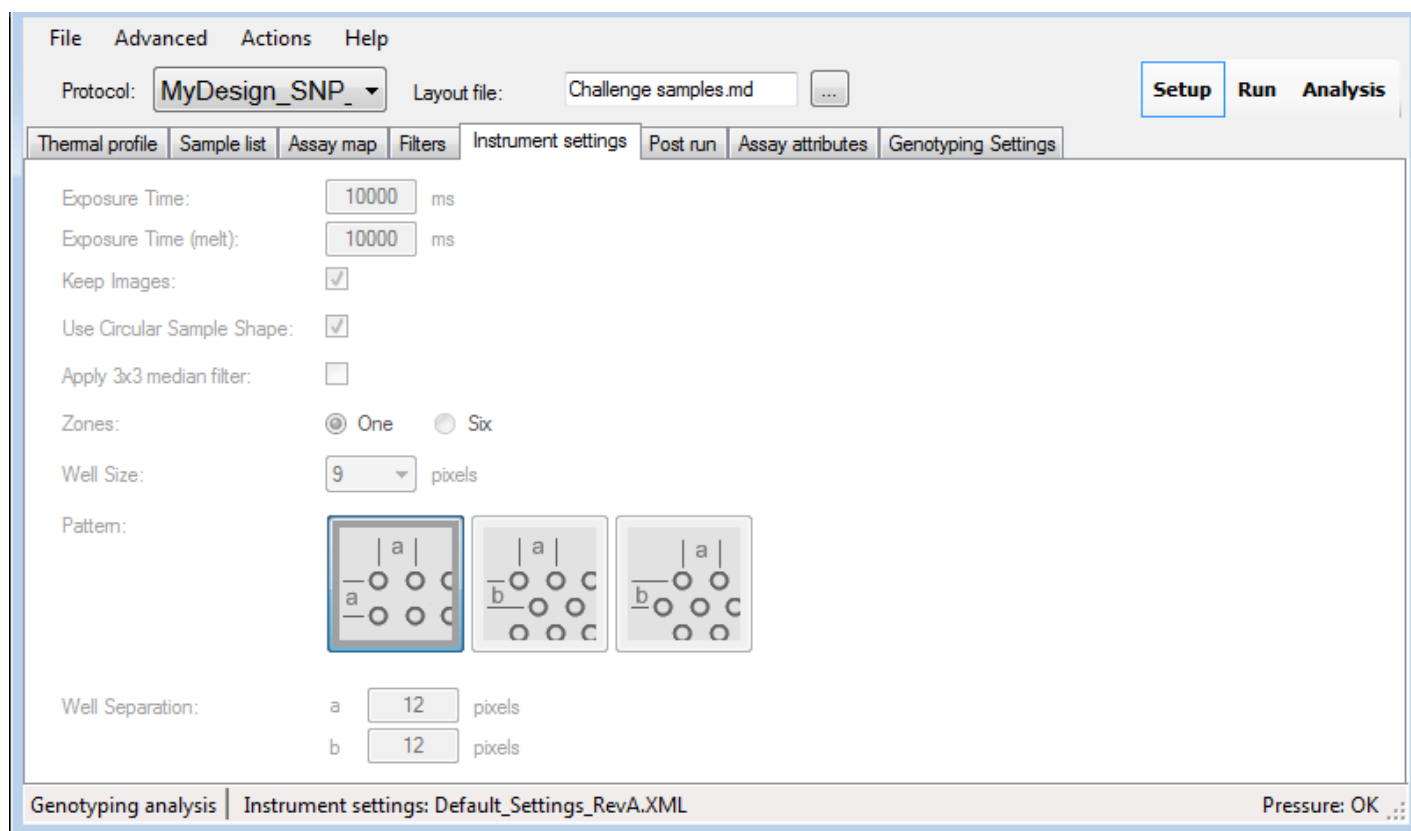 File Advanced Actions Help
Protocol: MyDesign_SNP_ Layout file: Challenge samples.md ... Setup Run Analysis
Thermal profile Sample list Assay map Filters Instrument settings Post run Assay attributes Genotyping Settings
Exposure Time: 10000 ms
Exposure Time (melt): 10000 ms
Keep Images:
Use Circular Sample Shape:
Apply 3x3 median filter:
Zones: One Six
Well Size: 9 pixels
Pattern:
a a a
a b b
Well Separation: a 12 pixels
b 12 pixels
Genotyping analysis Instrument settings: Default_Settings_RevA.XML Pressure: OK